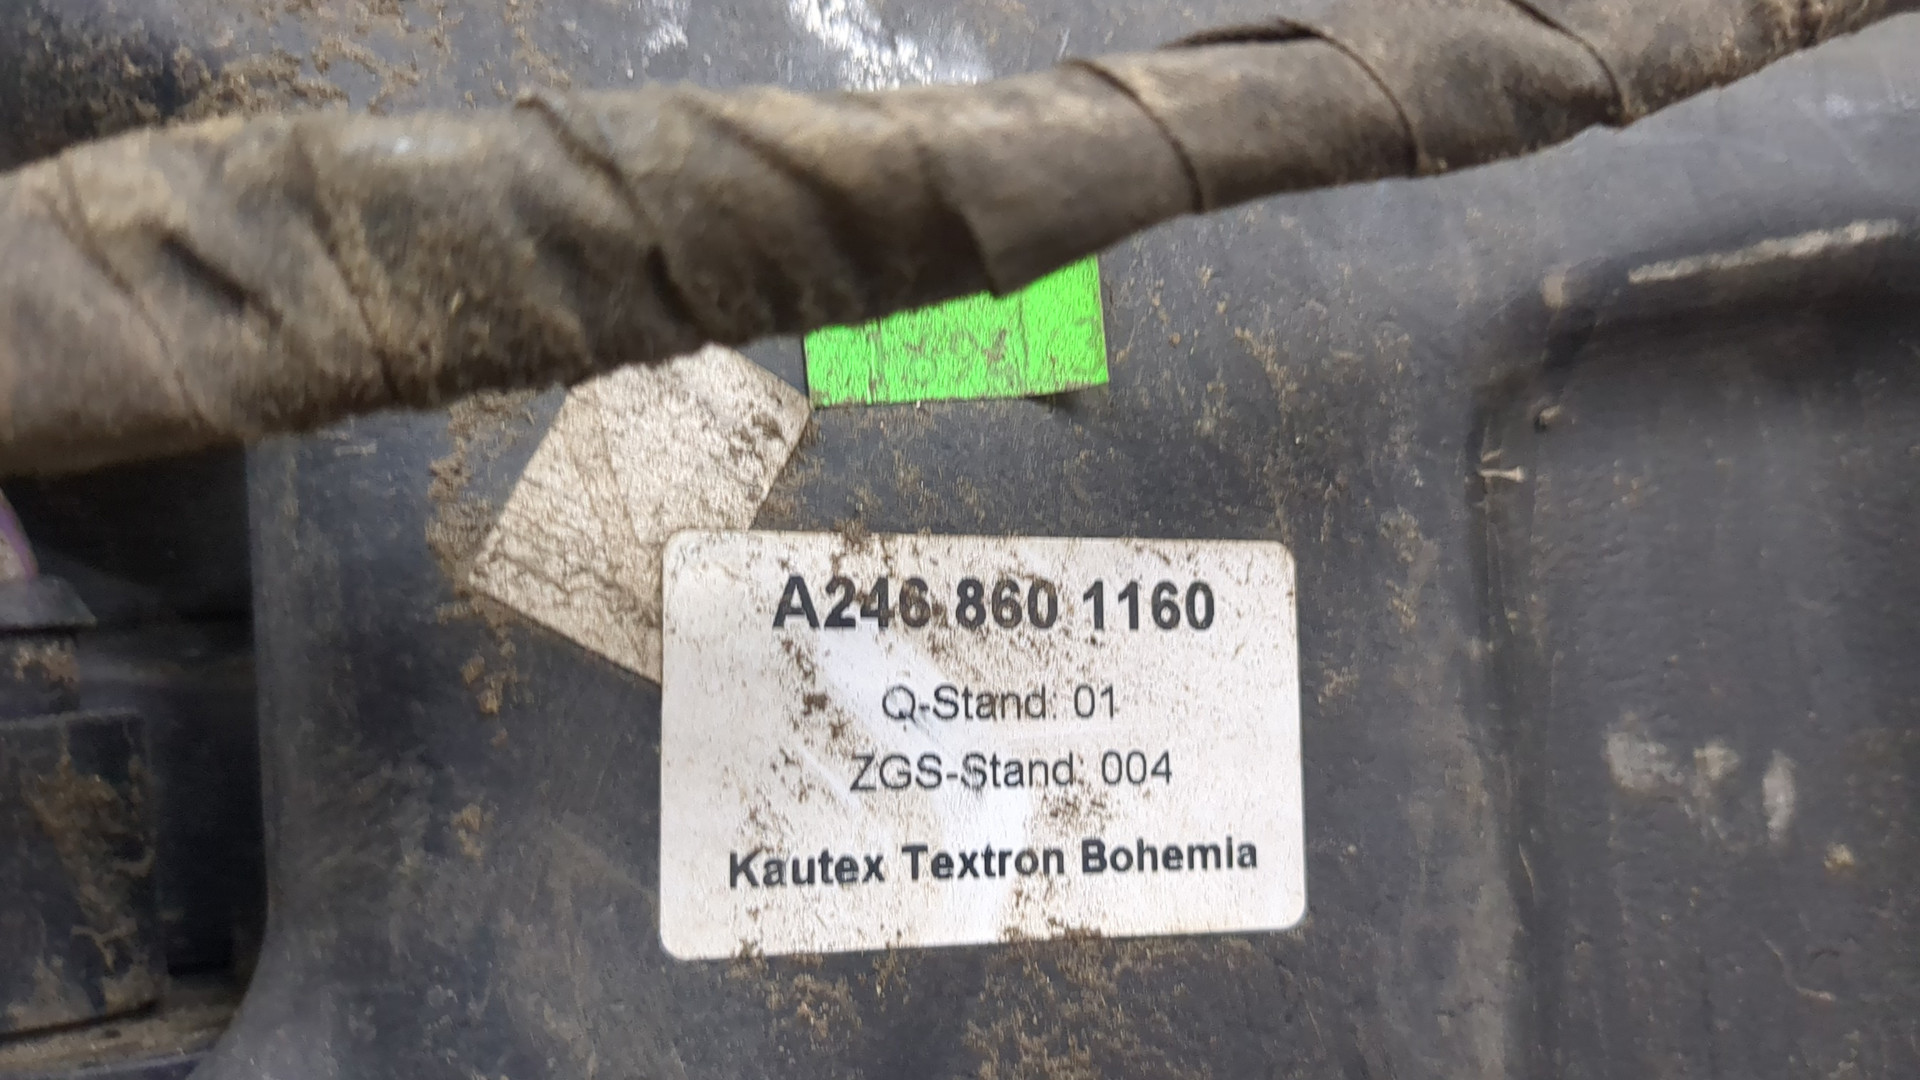 A246 860 1160
Q-Stand: 01
ZGS-Stand: 004
Kautex Textron Bohemia